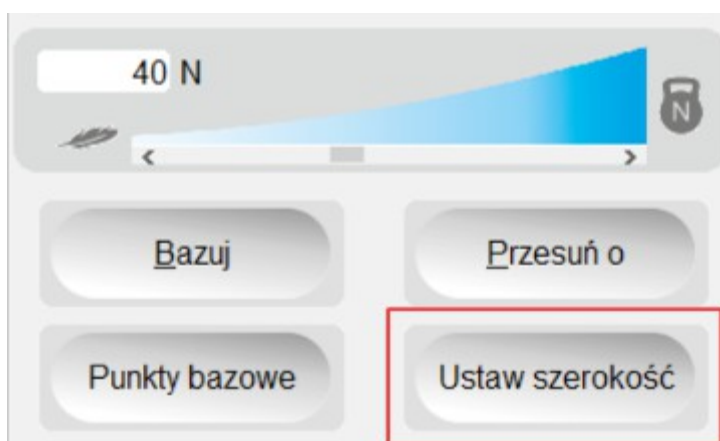 40 N
N
Bazuj
Przesuń o
Punkty bazowe
Ustaw szerokość